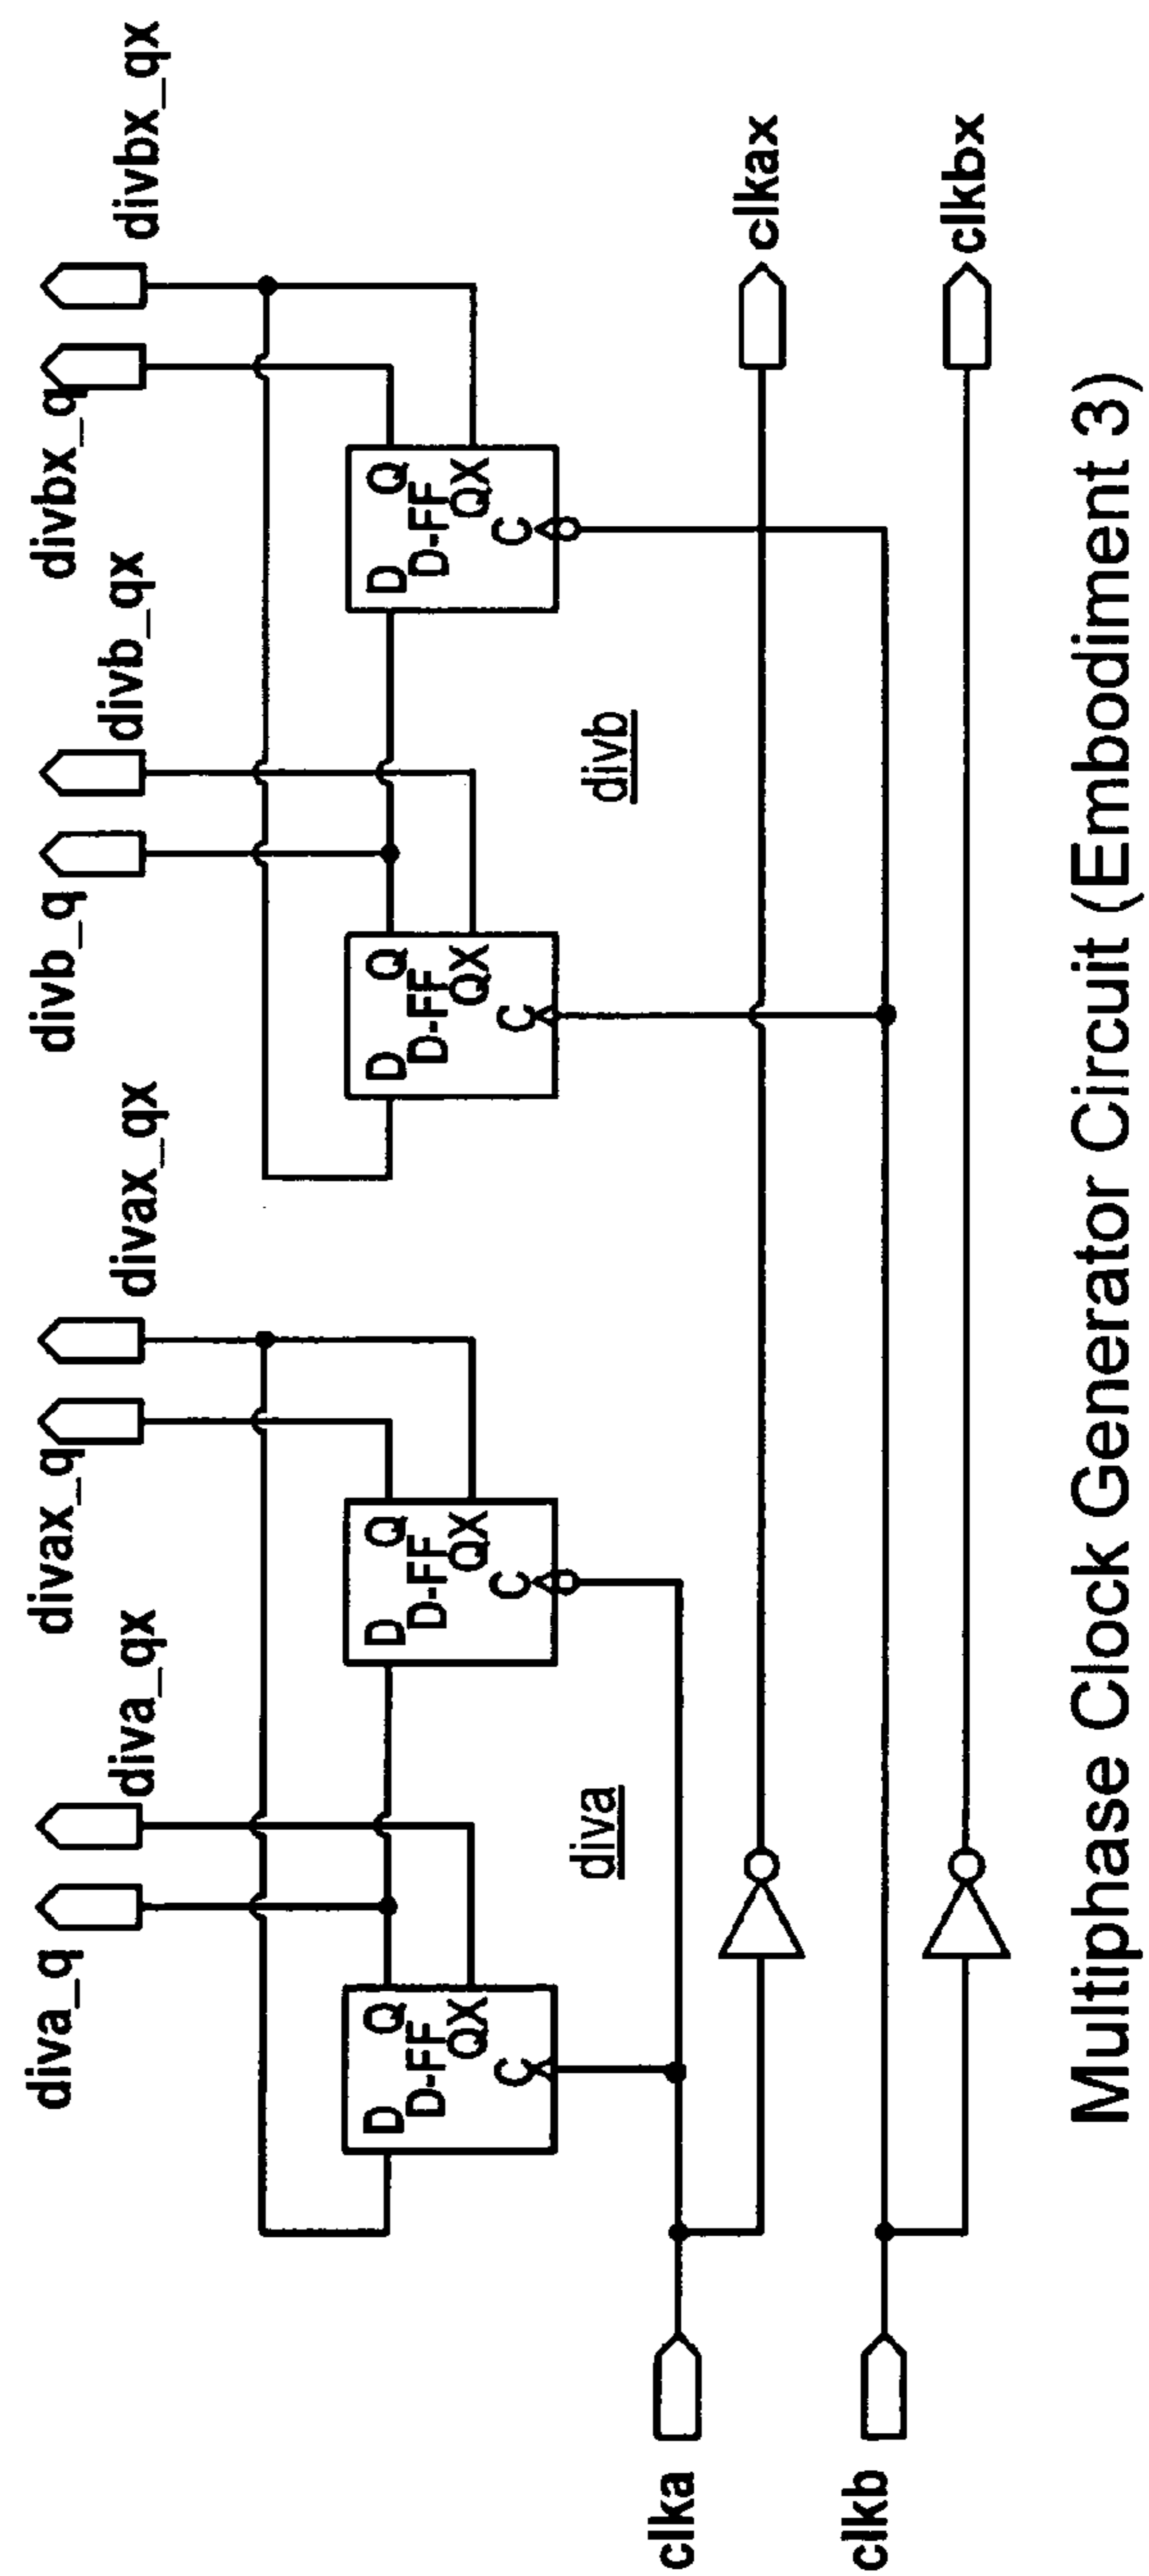 diva_q
diva_qx
divax_q
divax_qx
divb_q
divb_qx
divbx_q
divbx_qx
D Q
D-FF
QX
C
D Q
D-FF
QX
C
D Q
D-FF
QX
C
D Q
D-FF
QX
C
diva
divb
clka
clkax
clkb
clkbx
Multiphase Clock Generator Circuit (Embodiment 3)